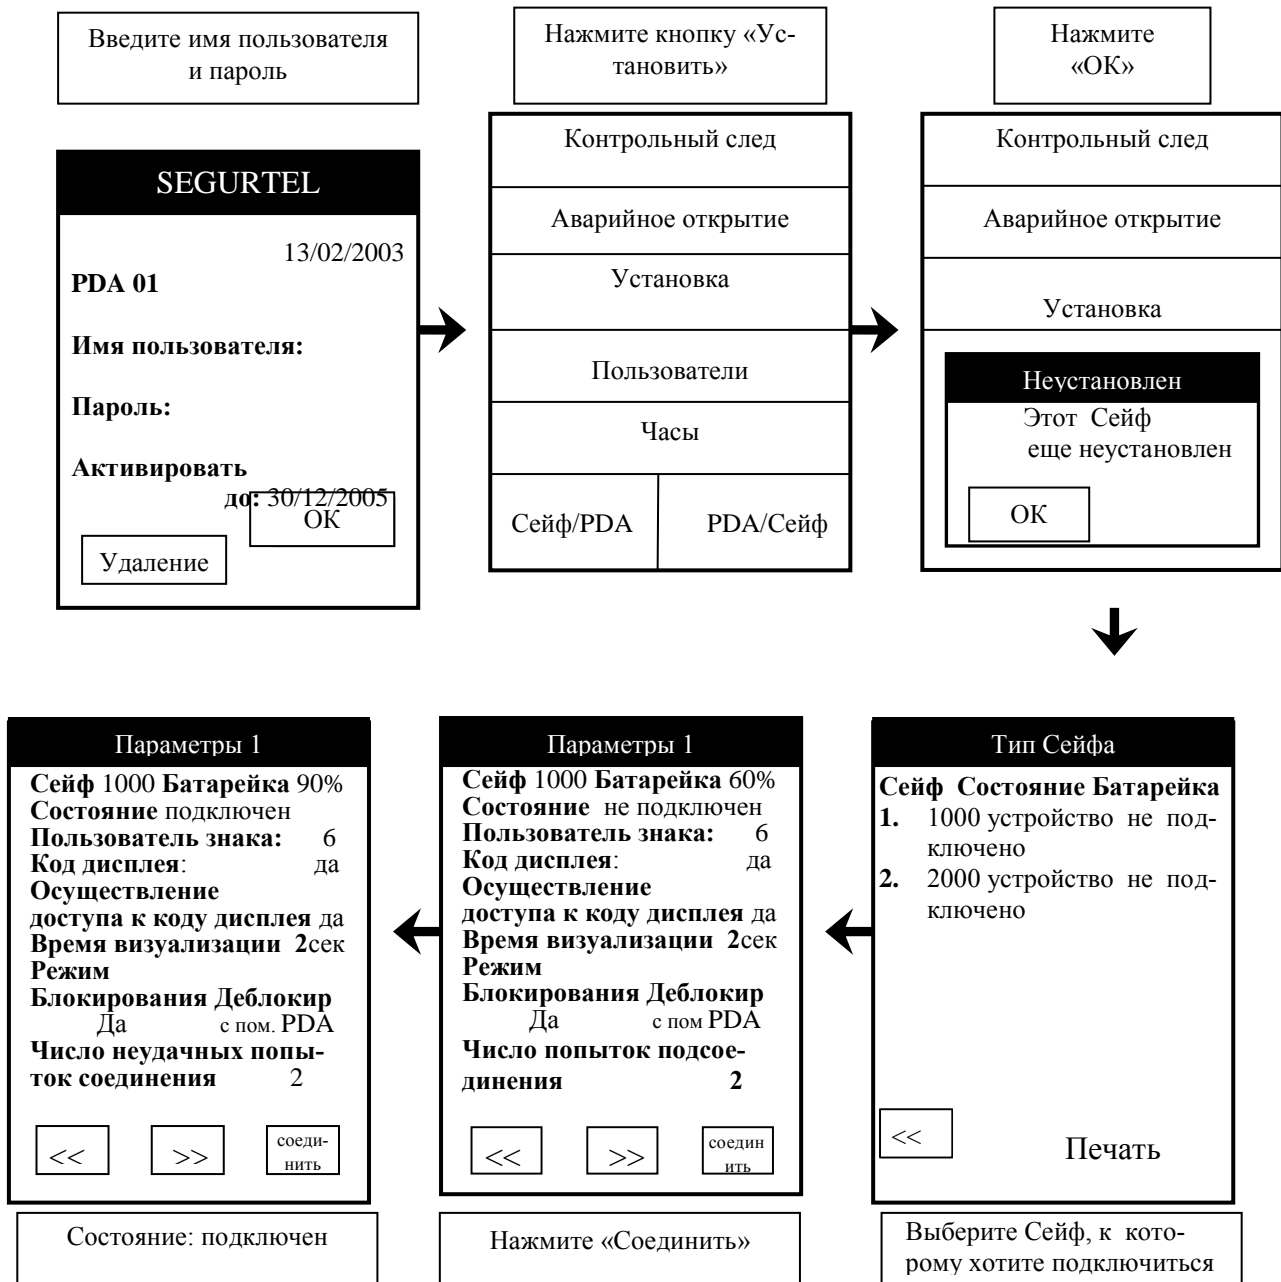 Введите имя пользователя
и пароль
Нажмите кнопку «Ус-
тановить»
Нажмите
«ОК»
SEGURTEL
13/02/2003
PDA 01
Имя пользователя:
Пароль:
Активировать
до: 30/12/2005
ОК
Удаление
Контрольный след
Аварийное открытие
Установка
Пользователи
Часы
Сейф/PDA
PDA/Сейф
Контрольный след
Аварийное открытие
Установка
Неустановлен
Этот Сейф
еще неустановлен
ОК
Параметры 1
Сейф 1000 Батарейка 90%
Состояние подключен
Пользователь знака: 6
Код дисплея: да
Осуществление
доступа к коду дисплея да
Время визуализации 2сек
Режим
Блокирования Деблокир
Да с пом. PDA
Число неудачных попы-
ток соединения 2
<<
>>
соеди-
нить
Состояние: подключен
Параметры 1
Сейф 1000 Батарейка 60%
Состояние не подключен
Пользователь знака: 6
Код дисплея: да
Осуществление
доступа к коду дисплея да
Время визуализации 2сек
Режим
Блокирования Деблокир
Да с пом PDA
Число попыток подсое-
динения 2
<<
>>
соедин
ить
Нажмите «Соединить»
Тип Сейфа
Сейф Состояние Батарейка
1. 1000 устройство не под-
ключено
2. 2000 устройство не под-
ключено
<<
Печать
Выберите Сейф, к кото-
рому хотите подключиться